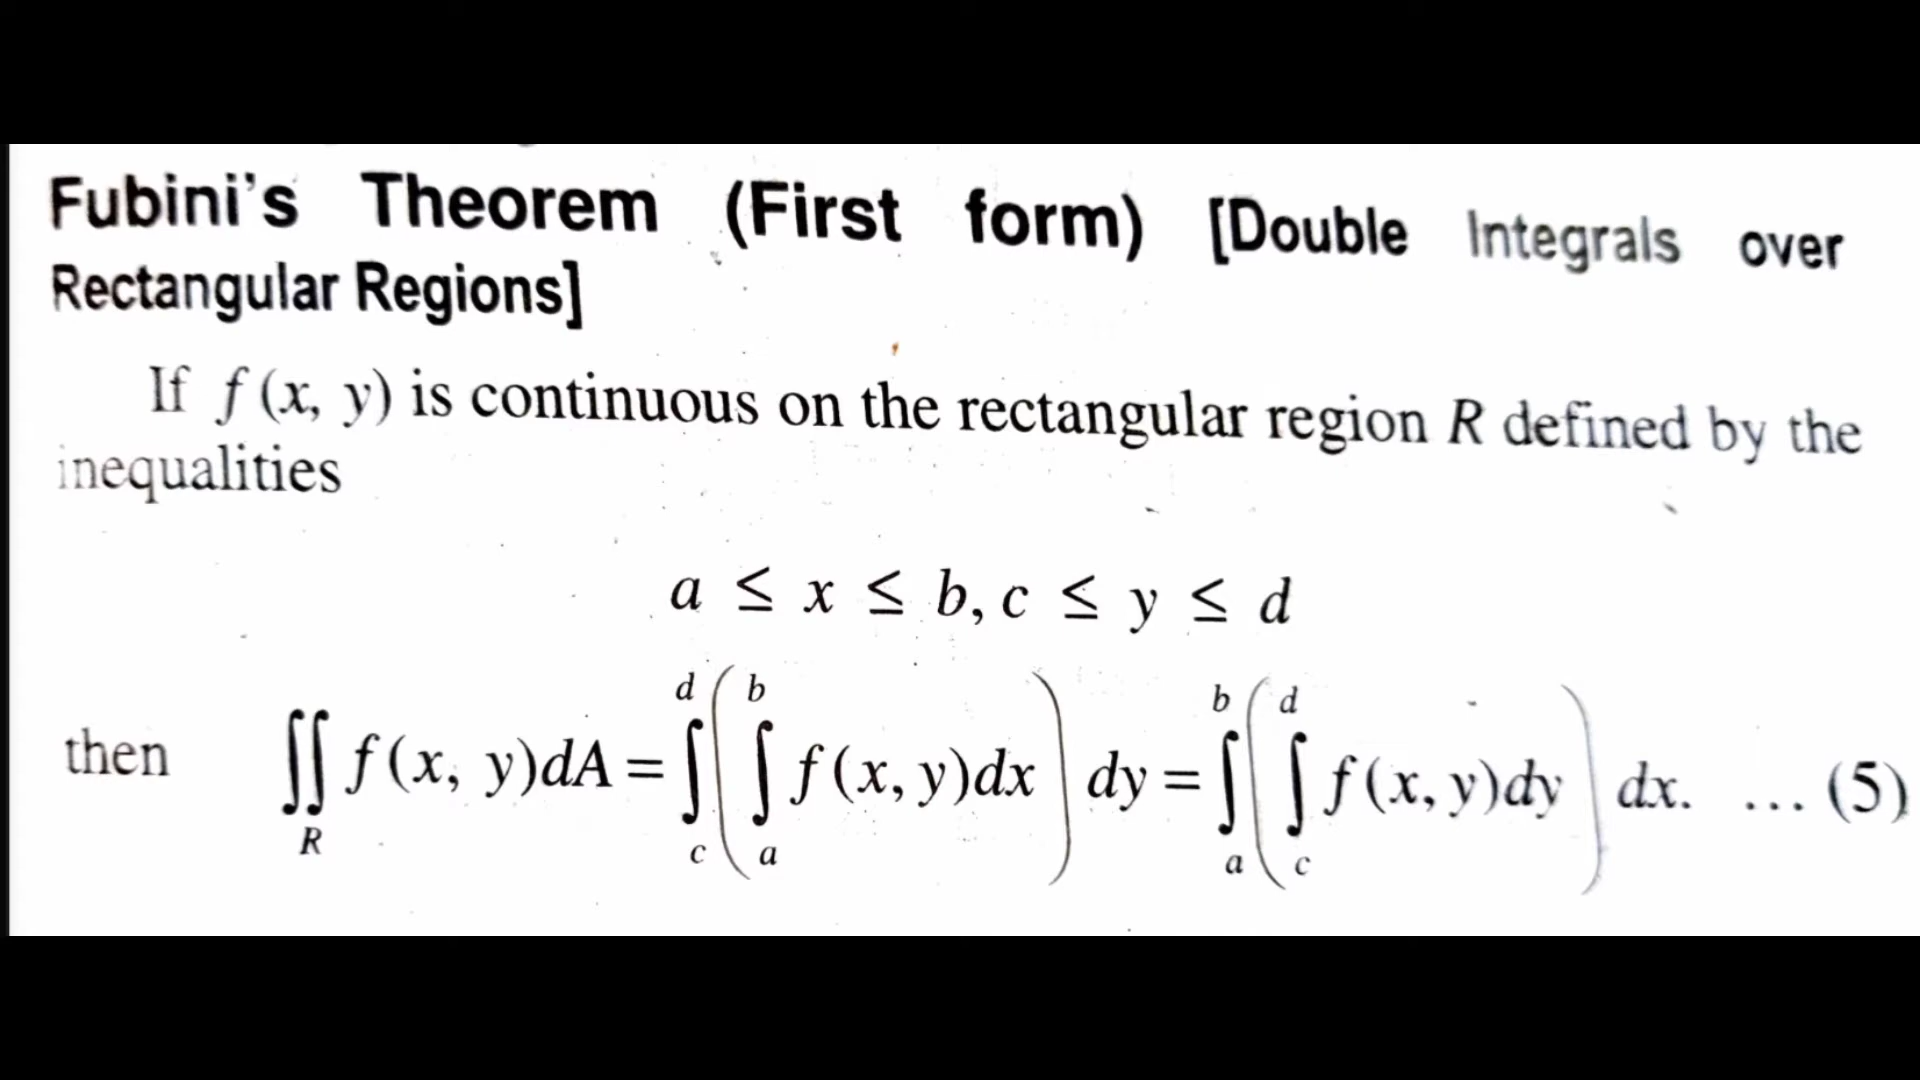 Fubini's Theorem (First form) [Double Integrals over
Rectangular Regions]
If f(x, y) is continuous on the rectangular region R defined by the
inequalities
a ≤ x ≤ b, c ≤ y ≤ d
then ∬_R f(x, y)dA = ∫_c^d ( ∫_a^b f(x, y)dx ) dy = ∫_a^b ( ∫_c^d f(x, y)dy ) dx. ... (5)